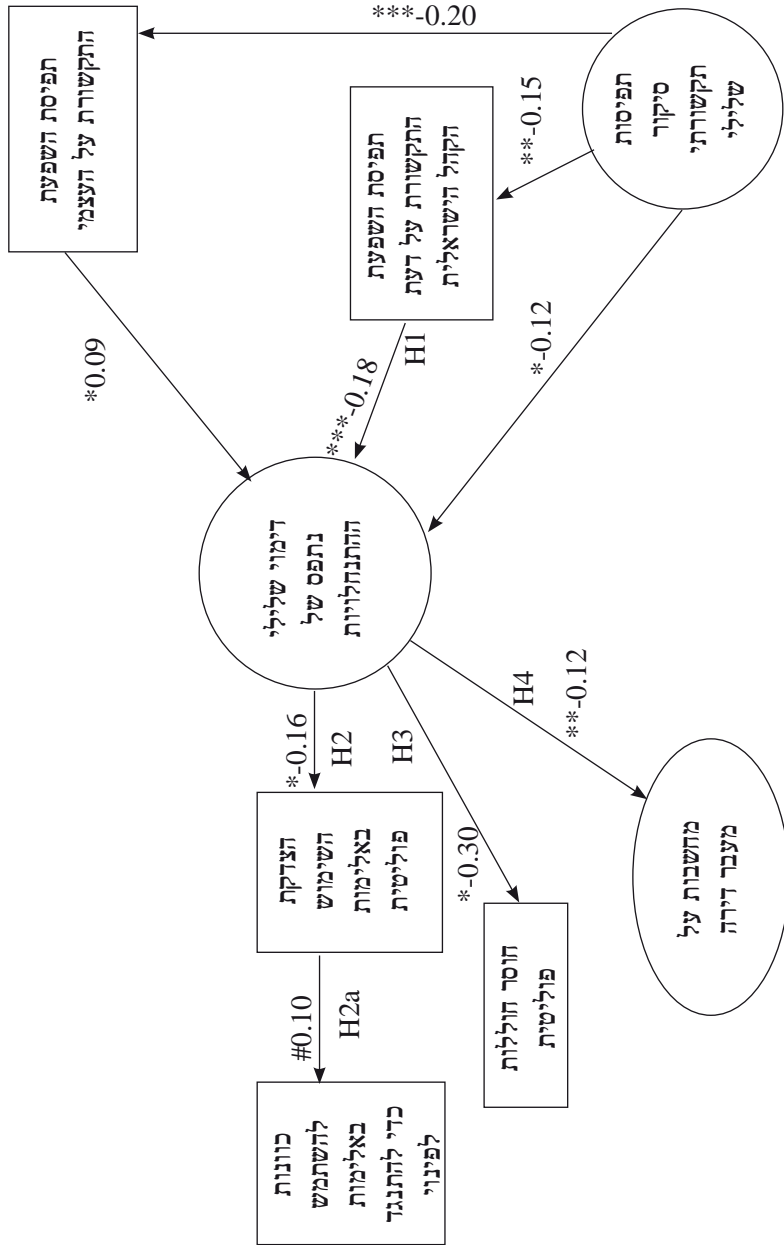 תפיסות
סיקור
תקשורתי
שלילי
***-0.20
**-0.15
*-0.12
תפיסת השפעת
התקשורת על העצמי
תפיסת השפעת
התקשורת על דעת
הקהל הישראלית
*0.09
***-0.18
H1
דימוי שלילי
נתפס של
ההתנחלויות
*-0.16
H2
*-0.30
H3
**-0.12
H4
הצדקת
השימוש
באלימות
פוליטית
#0.10
H2a
כוונות
להשתמש
באלימות
כדי להתנגד
לפינוי
חוסר חוללות
פוליטית
מחשבות על
מעבר דירה